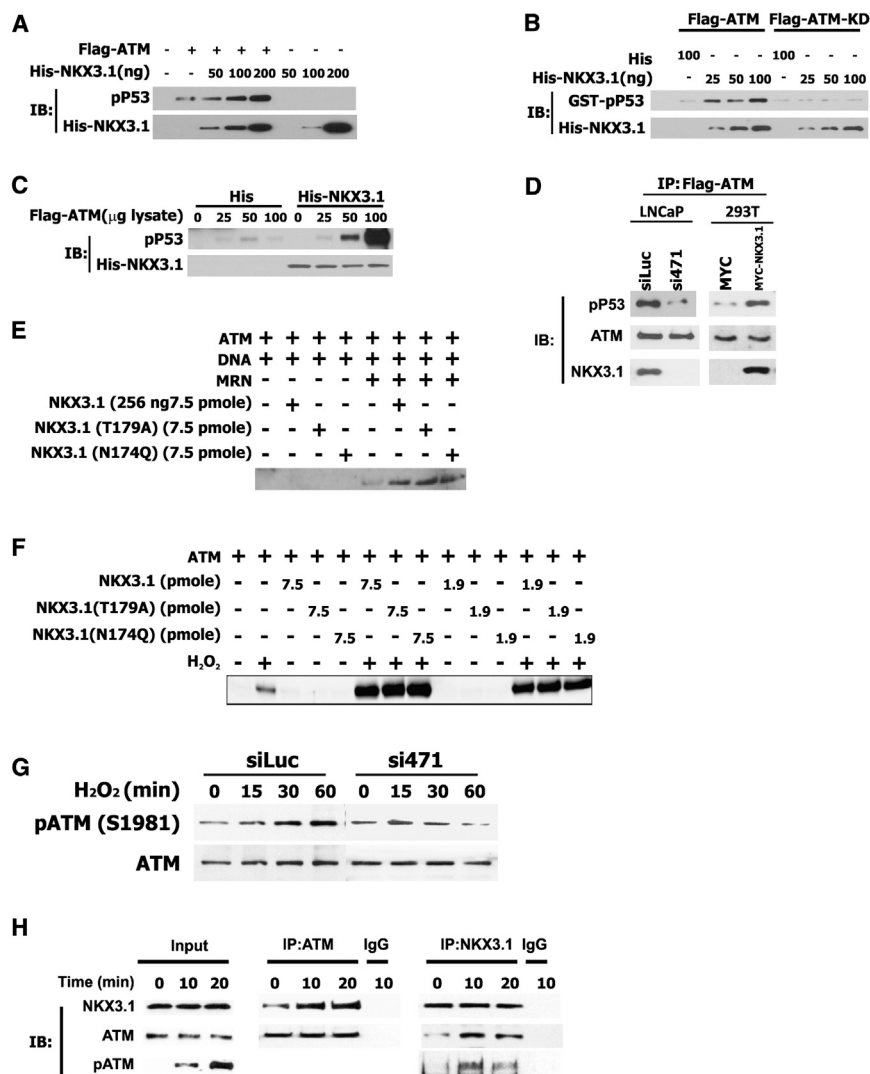 A
Flag-ATM - + + + + - - -
His-NKX3.1(ng) - - 50 100 200 50 100 200
IB:
pP53
His-NKX3.1
B
Flag-ATM Flag-ATM-KD
His 100 - - - 100 - - -
His-NKX3.1(ng) - 25 50 100 - 25 50 100
IB:
GST-pP53
His-NKX3.1
C
His His-NKX3.1
Flag-ATM(μg lysate) 0 25 50 100 0 25 50 100
IB:
pP53
His-NKX3.1
D
IP:Flag-ATM
LNCaP 293T
siLuc si471 MYC MYC-NKX3.1
pP53
IB:
ATM
NKX3.1
E
ATM + + + + + + + +
DNA + + + + + + + +
MRN - - - - + + + +
NKX3.1 (256 ng7.5 pmole) - + - - - + - -
NKX3.1 (T179A) (7.5 pmole) - - + - - - + -
NKX3.1 (N174Q) (7.5 pmole) - - - + - - - +
F
ATM + + + + + + + + + + + +
NKX3.1 (pmole) - - 7.5 - - 7.5 - - 1.9 - - 1.9 - -
NKX3.1(T179A) (pmole) - - - 7.5 - - 7.5 - - 1.9 - - 1.9 -
NKX3.1(N174Q) (pmole) - - - - 7.5 - - 7.5 - - 1.9 - - 1.9
H₂O₂ - + - - - + + + - - - + + +
G
siLuc si471
H₂O₂ (min) 0 15 30 60 0 15 30 60
pATM (S1981)
ATM
H
Input IP:ATM IgG IP:NKX3.1 IgG
Time (min) 0 10 20 0 10 20 10 0 10 20 10
NKX3.1
IB:
ATM
pATM